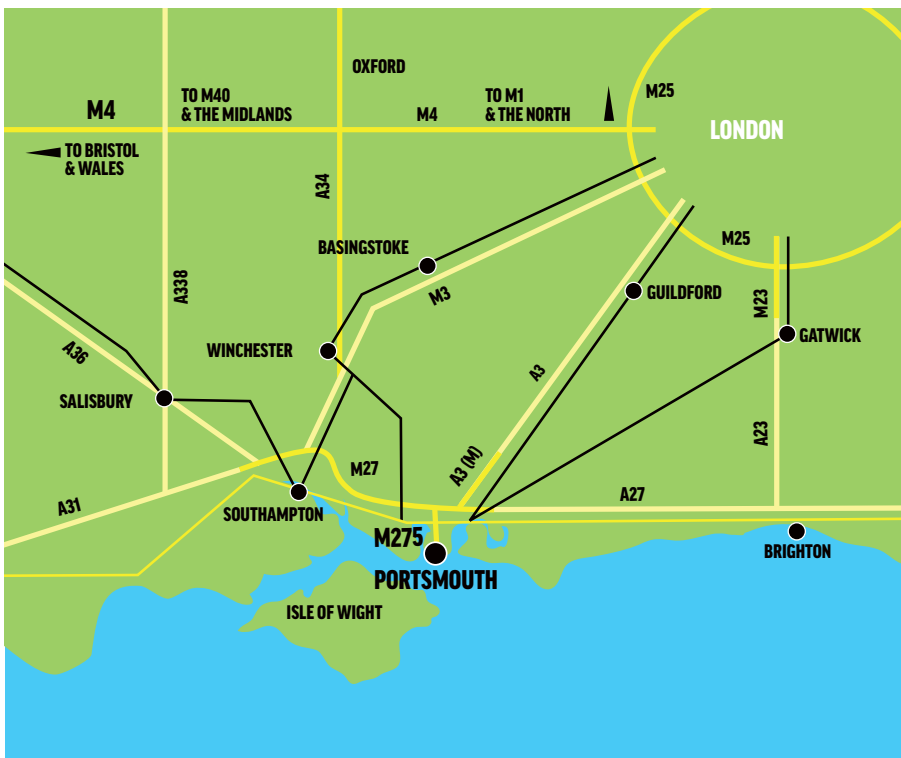 OXFORD
M25
TO M40
& THE MIDLANDS
TO M1
& THE NORTH
M4
M4
LONDON
TO BRISTOL
& WALES
A34
M25
BASINGSTOKE
A338
M3
GUILDFORD
M23
GATWICK
A36
WINCHESTER
A3
SALISBURY
A23
A3 (M)
M27
A27
A31
SOUTHAMPTON
M275
BRIGHTON
PORTSMOUTH
ISLE OF WIGHT